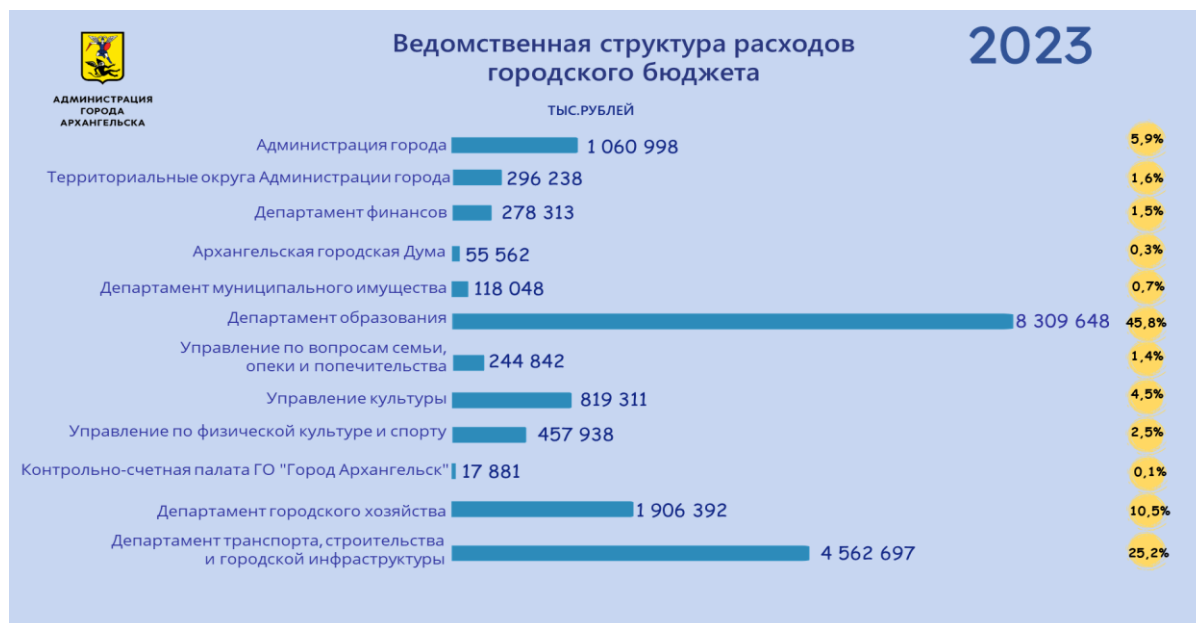 Ведомственная структура расходов
городского бюджета
2023
АДМИНИСТРАЦИЯ
ГОРОДА
АРХАНГЕЛЬСКА
ТЫС.РУБЛЕЙ
Администрация города 1 060 998 5,9%
Территориальные округа Администрации города 296 238 1,6%
Департамент финансов 278 313 1,5%
Архангельская городская Дума 55 562 0,3%
Департамент муниципального имущества 118 048 0,7%
Департамент образования 8 309 648 45,8%
Управление по вопросам семьи,
опеки и попечительства 244 842 1,4%
Управление культуры 819 311 4,5%
Управление по физической культуре и спорту 457 938 2,5%
Контрольно-счетная палата ГО "Город Архангельск" 17 881 0,1%
Департамент городского хозяйства 1 906 392 10,5%
Департамент транспорта, строительства
и городской инфраструктуры 4 562 697 25,2%